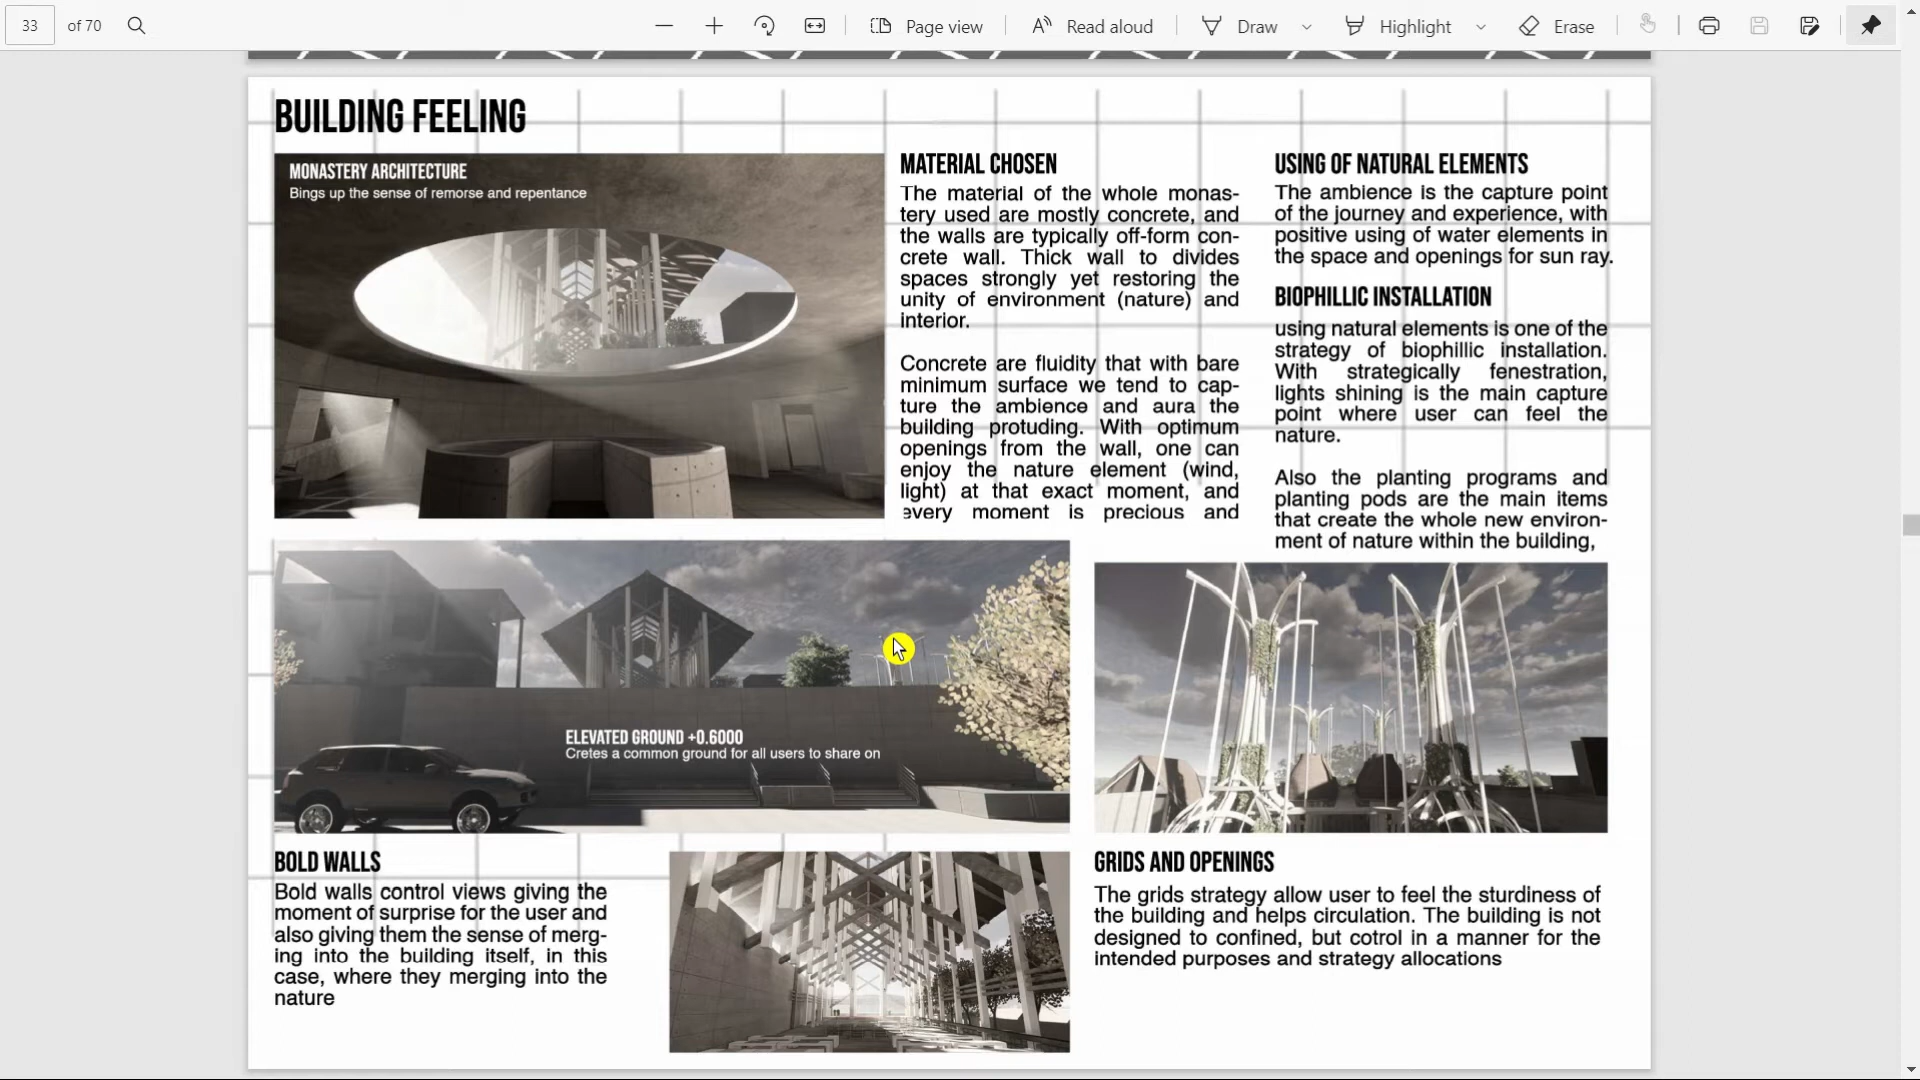 33 of 70 Page view Read aloud Draw Highlight Erase
BUILDING FEELING
MONASTERY ARCHITECTURE
Bings up the sense of remorse and repentance
MATERIAL CHOSEN
The material of the whole monas-
tery used are mostly concrete, and
the walls are typically off-form con-
crete wall. Thick wall to divides
spaces strongly yet restoring the
unity of environment (nature) and
interior.
Concrete are fluidity that with bare
minimum surface we tend to cap-
ture the ambience and aura the
building protuding. With optimum
openings from the wall, one can
enjoy the nature element (wind,
light) at that exact moment, and
every moment is precious and
USING OF NATURAL ELEMENTS
The ambience is the capture point
of the journey and experience, with
positive using of water elements in
the space and openings for sun ray.
BIOPHILLIC INSTALLATION
using natural elements is one of the
strategy of biophillic installation.
With strategically fenestration,
lights shining is the main capture
point where user can feel the
nature.
Also the planting programs and
planting pods are the main items
that create the whole new environ-
ment of nature within the building,
ELEVATED GROUND +0.6000
Cretes a common ground for all users to share on
BOLD WALLS
Bold walls control views giving the
moment of surprise for the user and
also giving them the sense of merg-
ing into the building itself, in this
case, where they merging into the
nature
GRIDS AND OPENINGS
The grids strategy allow user to feel the sturdiness of
the building and helps circulation. The building is not
designed to confined, but cotrol in a manner for the
intended purposes and strategy allocations